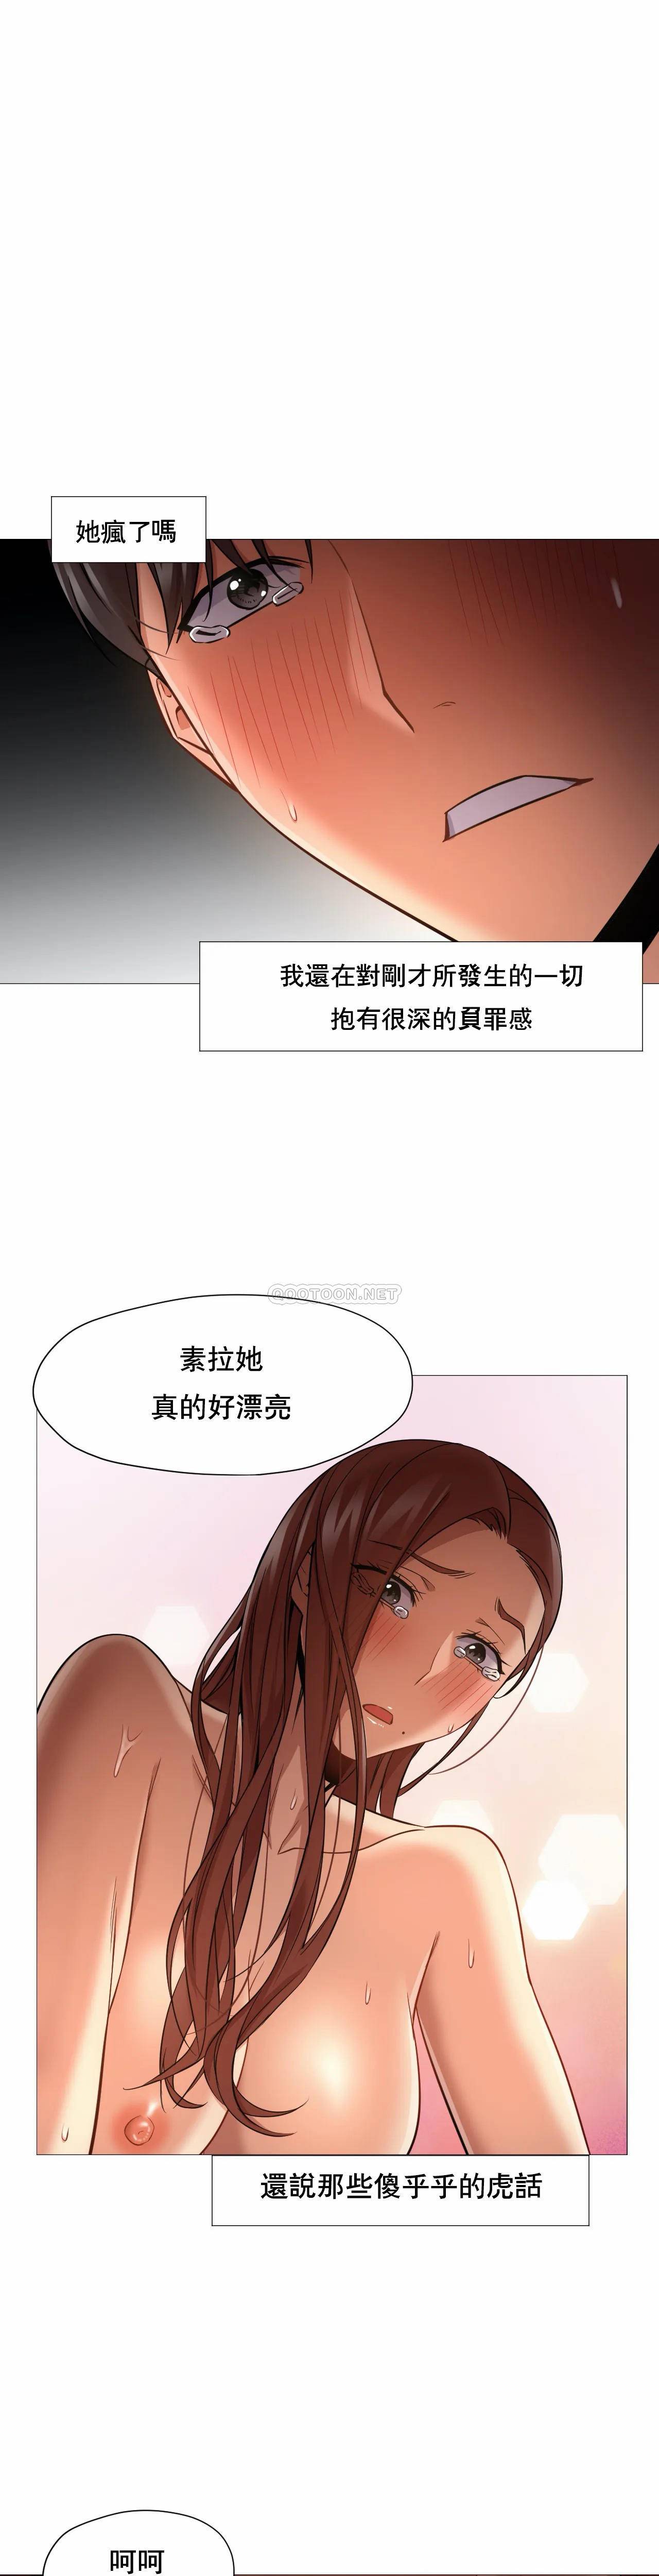 她瘋了嗎
我還在對剛才所發生的一切
抱有很深的負罪感
QOOTOON.NET
素拉她
真的好漂亮
還說那些傻乎乎的虎話
呵呵